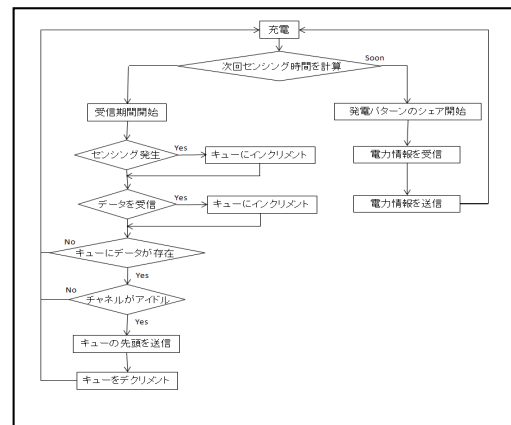 充電
次回センシング時間を計算
Soon
受信期間開始
発電パターンのシェア開始
センシング発生
Yes
キューにインクリメント
電力情報を受信
データを受信
Yes
キューにインクリメント
電力情報を送信
No
キューにデータが存在
Yes
No
チャネルがアイドル
Yes
キューの先頭を送信
キューをデクリメント